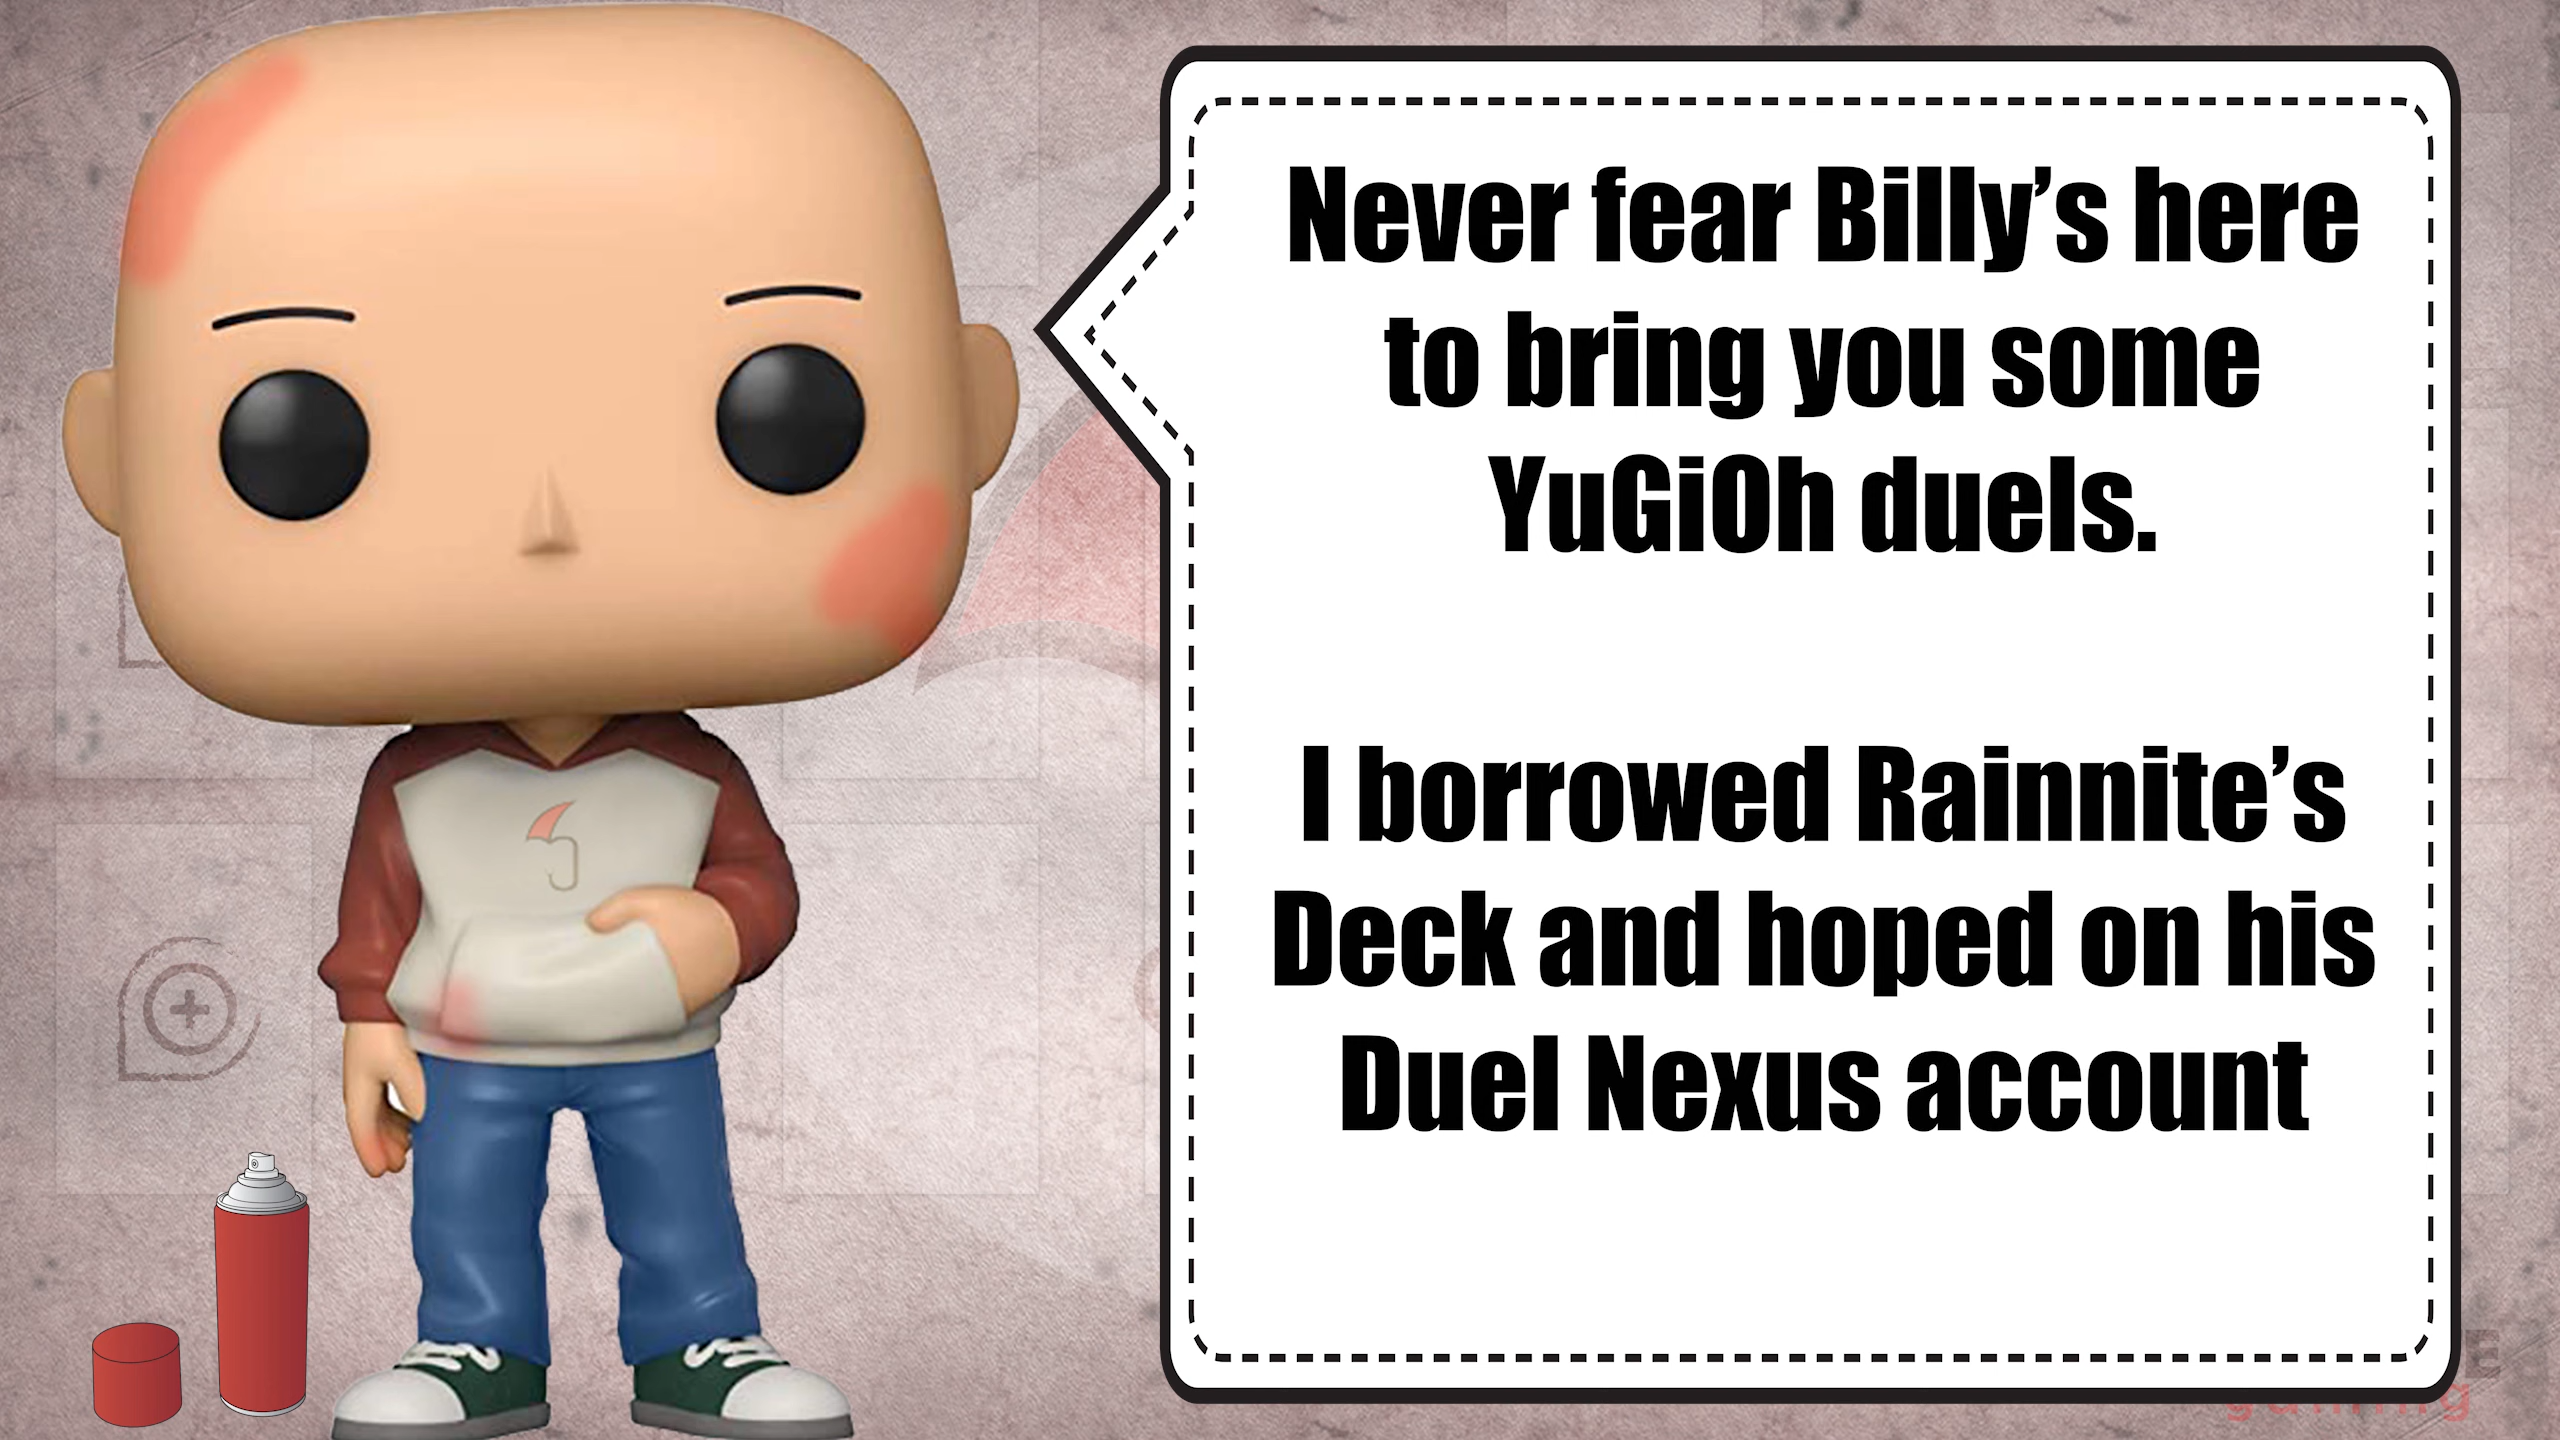 Never fear Billy’s here
to bring you some
YuGiOh duels.
I borrowed Rainnite’s
Deck and hoped on his
Duel Nexus account